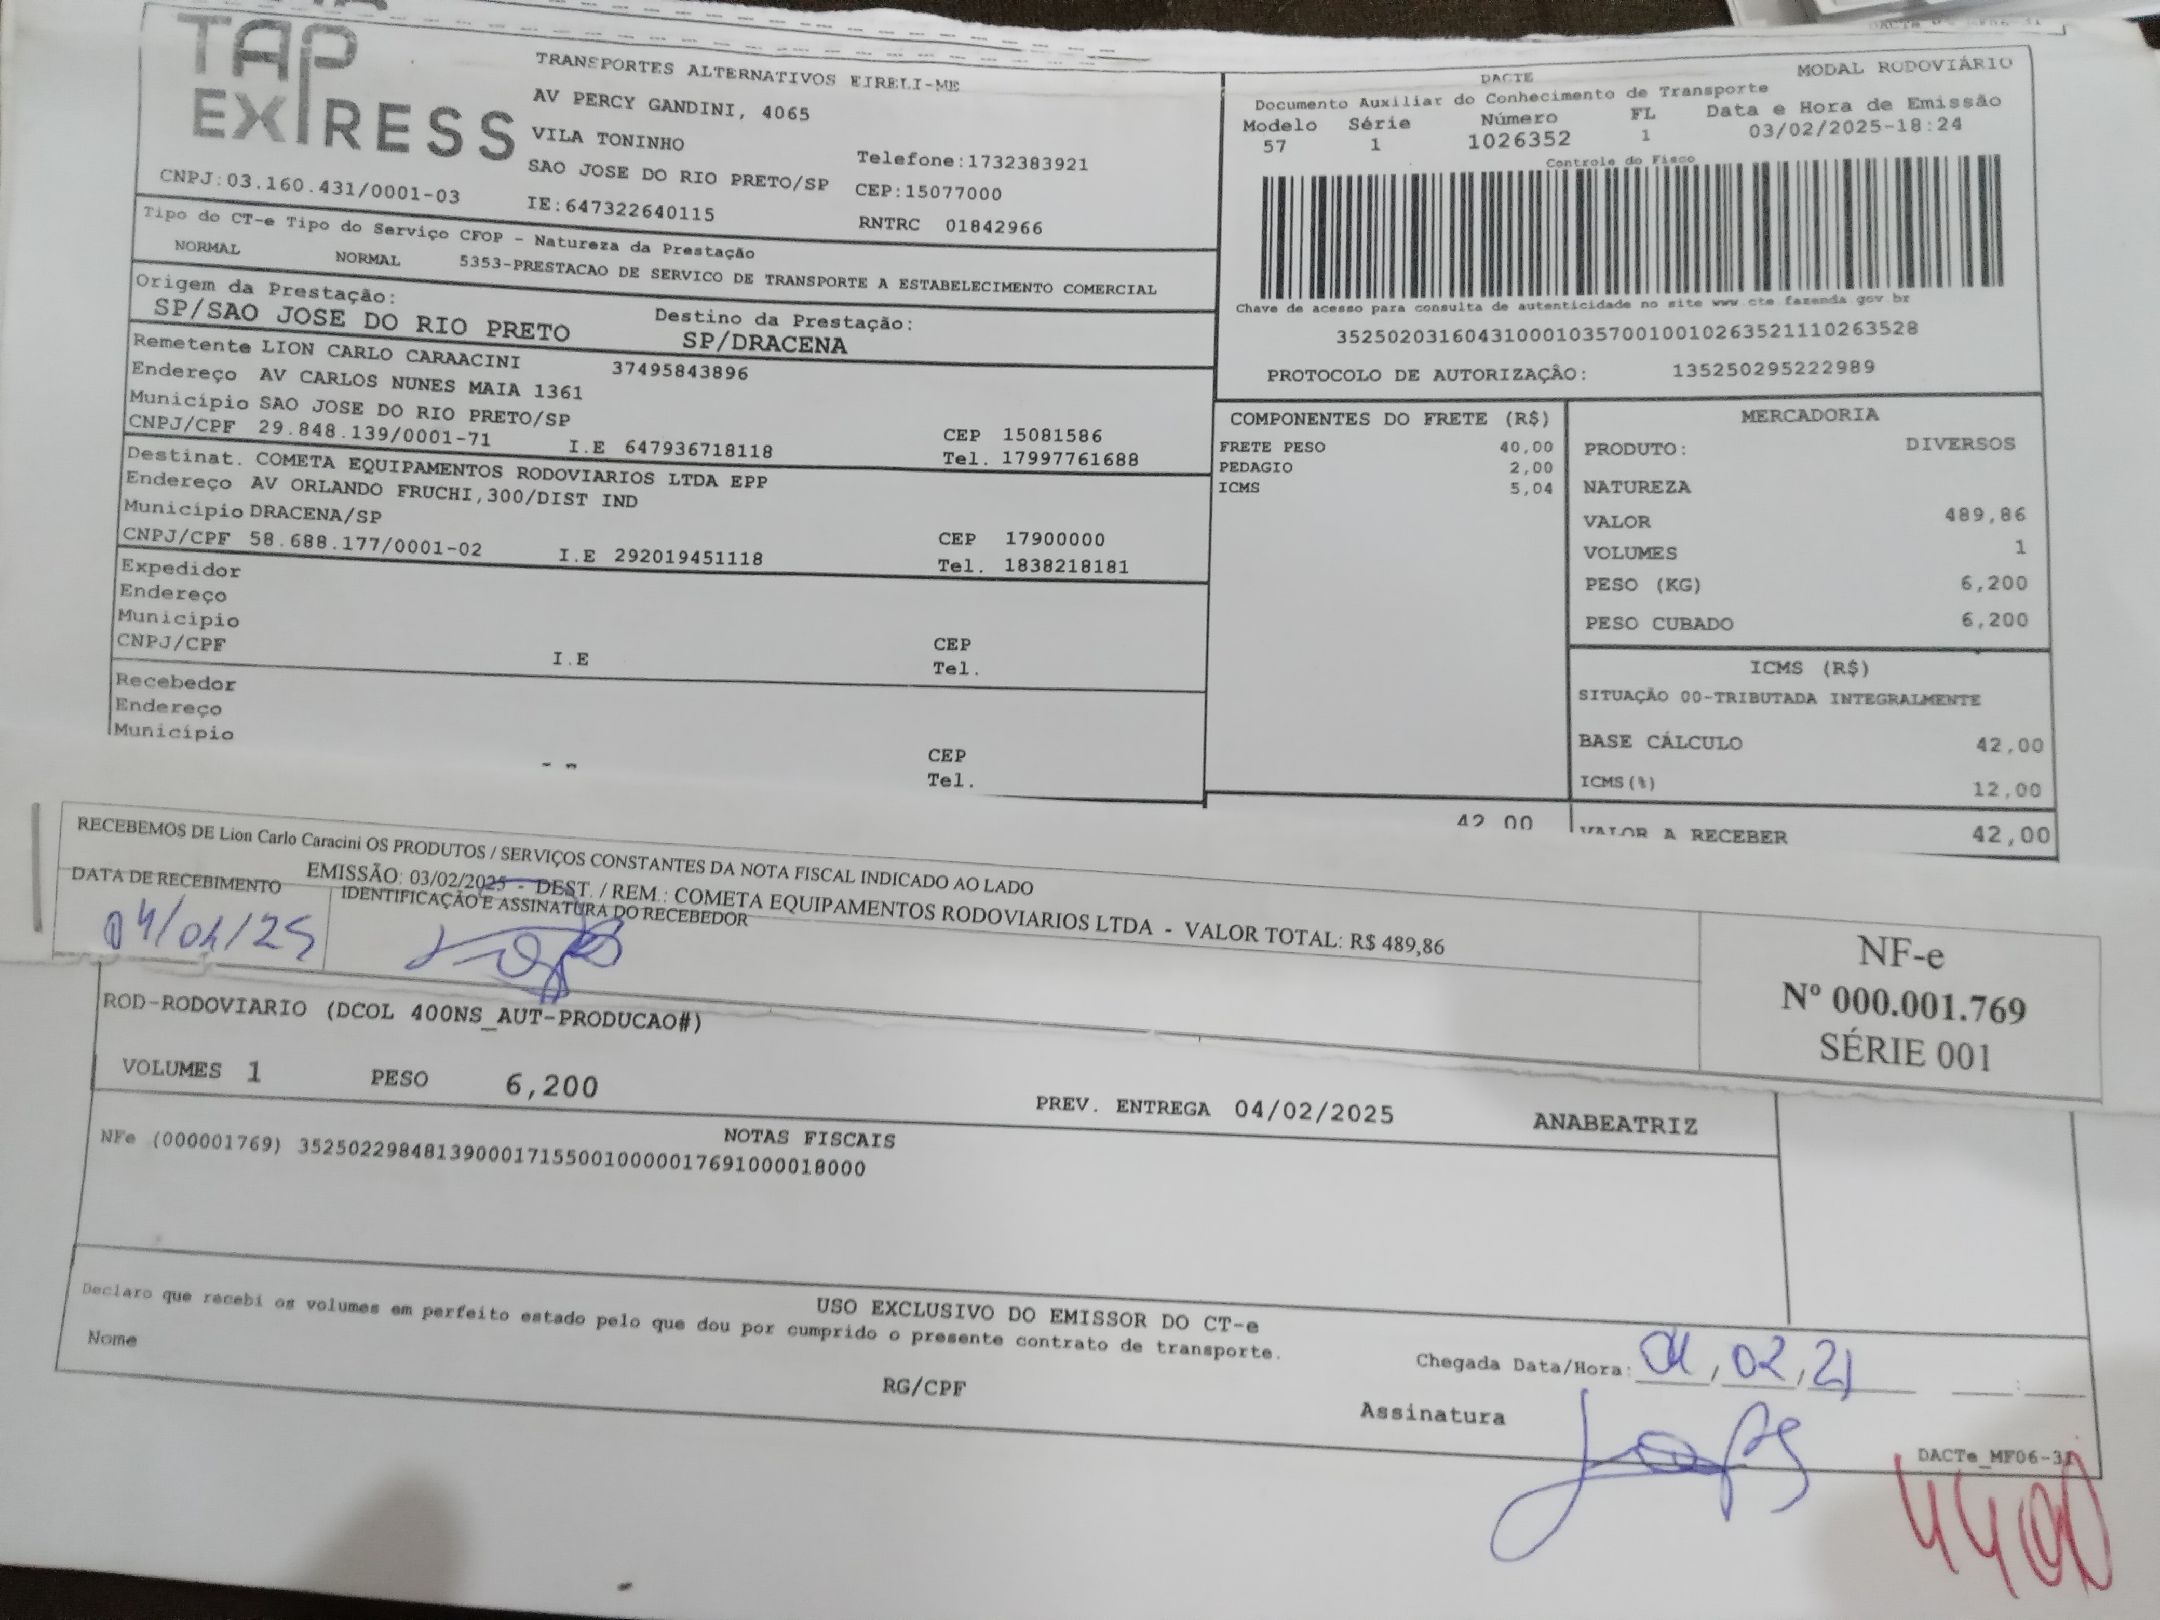 TAP
EXPRESS
CNPJ:03.160.431/0001-03
TRANSPORTES ALTERNATIVOS EIRELI-ME
AV PERCY GANDINI, 4065
VILA TONINHO
SAO JOSE DO RIO PRETO/SP
IE:647322640115
Telefone:1732383921
CEP:15077000
RNTRC 01842966
DACTE
MODAL RODOVIÁRIO
Documento Auxiliar do Conhecimento de Transporte
Modelo Série Número FL Data e Hora de Emissão
57 1 1026352 1 03/02/2025-18:24
Controle do Fisco
Chave de acesso para consulta de autenticidade no site www.cte.fazenda.gov.br
35250203160431000103570010010263521110263528
PROTOCOLO DE AUTORIZAÇÃO: 135250295222989
Tipo do CT-e Tipo do Serviço CFOP - Natureza da Prestação
NORMAL NORMAL 5353-PRESTACAO DE SERVICO DE TRANSPORTE A ESTABELECIMENTO COMERCIAL
Origem da Prestação: Destino da Prestação:
SP/SAO JOSE DO RIO PRETO SP/DRACENA
Remetente LION CARLO CARAACINI 37495843896
Endereço AV CARLOS NUNES MAIA 1361
Município SAO JOSE DO RIO PRETO/SP CEP 15081586
CNPJ/CPF 29.848.139/0001-71 I.E 647936718118 Tel. 17997761688
Destinat. COMETA EQUIPAMENTOS RODOVIARIOS LTDA EPP
Endereço AV ORLANDO FRUCHI,300/DIST IND
Município DRACENA/SP CEP 17900000
CNPJ/CPF 58.688.177/0001-02 I.E 292019451118 Tel. 1838218181
Expedidor
Endereço
Município CEP
CNPJ/CPF I.E Tel.
Recebedor
Endereço
Município CEP
Tel.
COMPONENTES DO FRETE (R$)
FRETE PESO 40,00
PEDAGIO 2,00
ICMS 5,04
42,00
MERCADORIA
PRODUTO: DIVERSOS
NATUREZA
VALOR 489,86
VOLUMES 1
PESO (KG) 6,200
PESO CUBADO 6,200
ICMS (R$)
SITUAÇÃO 00-TRIBUTADA INTEGRALMENTE
BASE CÁLCULO 42,00
ICMS(%) 12,00
VALOR A RECEBER 42,00
RECEBEMOS DE Lion Carlo Caracini OS PRODUTOS / SERVIÇOS CONSTANTES DA NOTA FISCAL INDICADO AO LADO
EMISSÃO: 03/02/2025 - DEST. / REM.: COMETA EQUIPAMENTOS RODOVIARIOS LTDA - VALOR TOTAL: R$ 489,86
DATA DE RECEBIMENTO IDENTIFICAÇÃO E ASSINATURA DO RECEBEDOR
NF-e
Nº 000.001.769
SÉRIE 001
ROD-RODOVIARIO (DCOL 400NS_AUT-PRODUCAO#)
VOLUMES 1 PESO 6,200 PREV. ENTREGA 04/02/2025 ANABEATRIZ
NOTAS FISCAIS
NFe (000001769) 35250229848139000171550010000017691000018000
USO EXCLUSIVO DO EMISSOR DO CT-e
Declaro que recebi os volumes em perfeito estado pelo que dou por cumprido o presente contrato de transporte.
Nome RG/CPF
Chegada Data/Hora:
Assinatura
DACTe_MF06-31